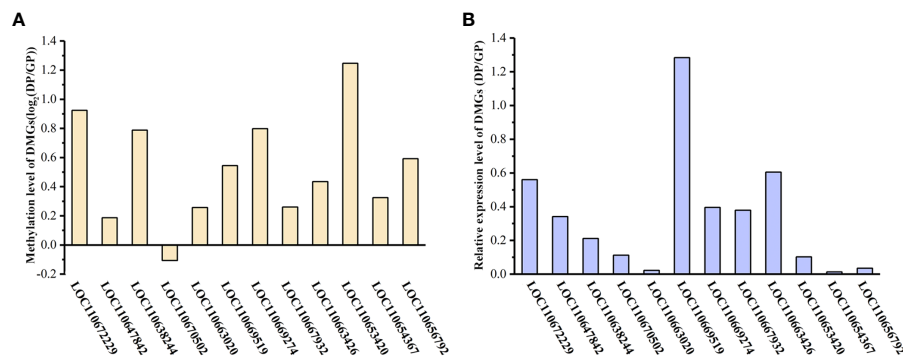 A
Methylation level of DMGs(log2(DP/GP))
1.4
1.2
1.0
0.8
0.6
0.4
0.2
0.0
-0.2
LOC110672229
LOC110647842
LOC110638244
LOC110670502
LOC110663020
LOC110669519
LOC110669274
LOC110667932
LOC110663426
LOC110653420
LOC110654367
LOC110656792
B
Relative expression level of DMGs (DP/GP)
1.4
1.2
1.0
0.8
0.6
0.4
0.2
0.0
LOC110672229
LOC110647842
LOC110638244
LOC110670502
LOC110663020
LOC110669519
LOC110669274
LOC110667932
LOC110663426
LOC110653420
LOC110654367
LOC110656792